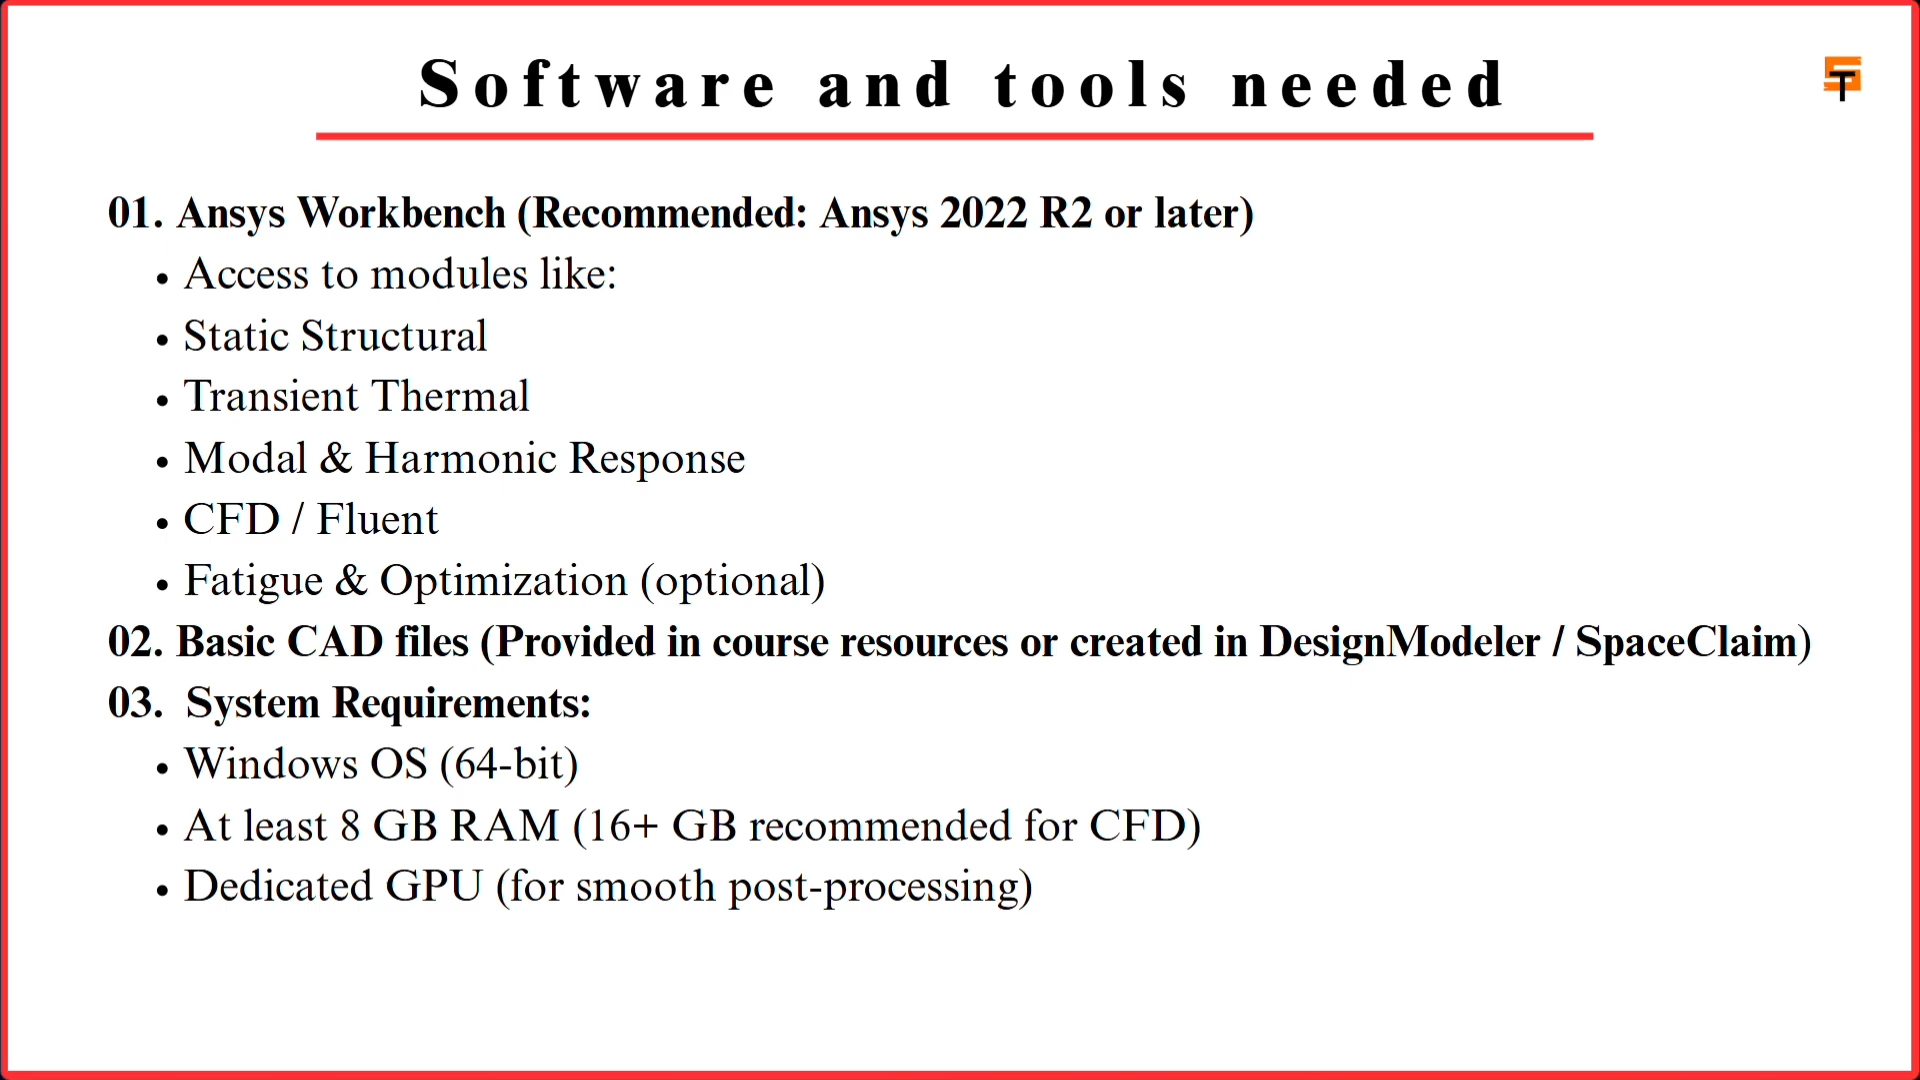 Software and tools needed
01. Ansys Workbench (Recommended: Ansys 2022 R2 or later)
• Access to modules like:
• Static Structural
• Transient Thermal
• Modal & Harmonic Response
• CFD / Fluent
• Fatigue & Optimization (optional)
02. Basic CAD files (Provided in course resources or created in DesignModeler / SpaceClaim)
03. System Requirements:
• Windows OS (64-bit)
• At least 8 GB RAM (16+ GB recommended for CFD)
• Dedicated GPU (for smooth post-processing)